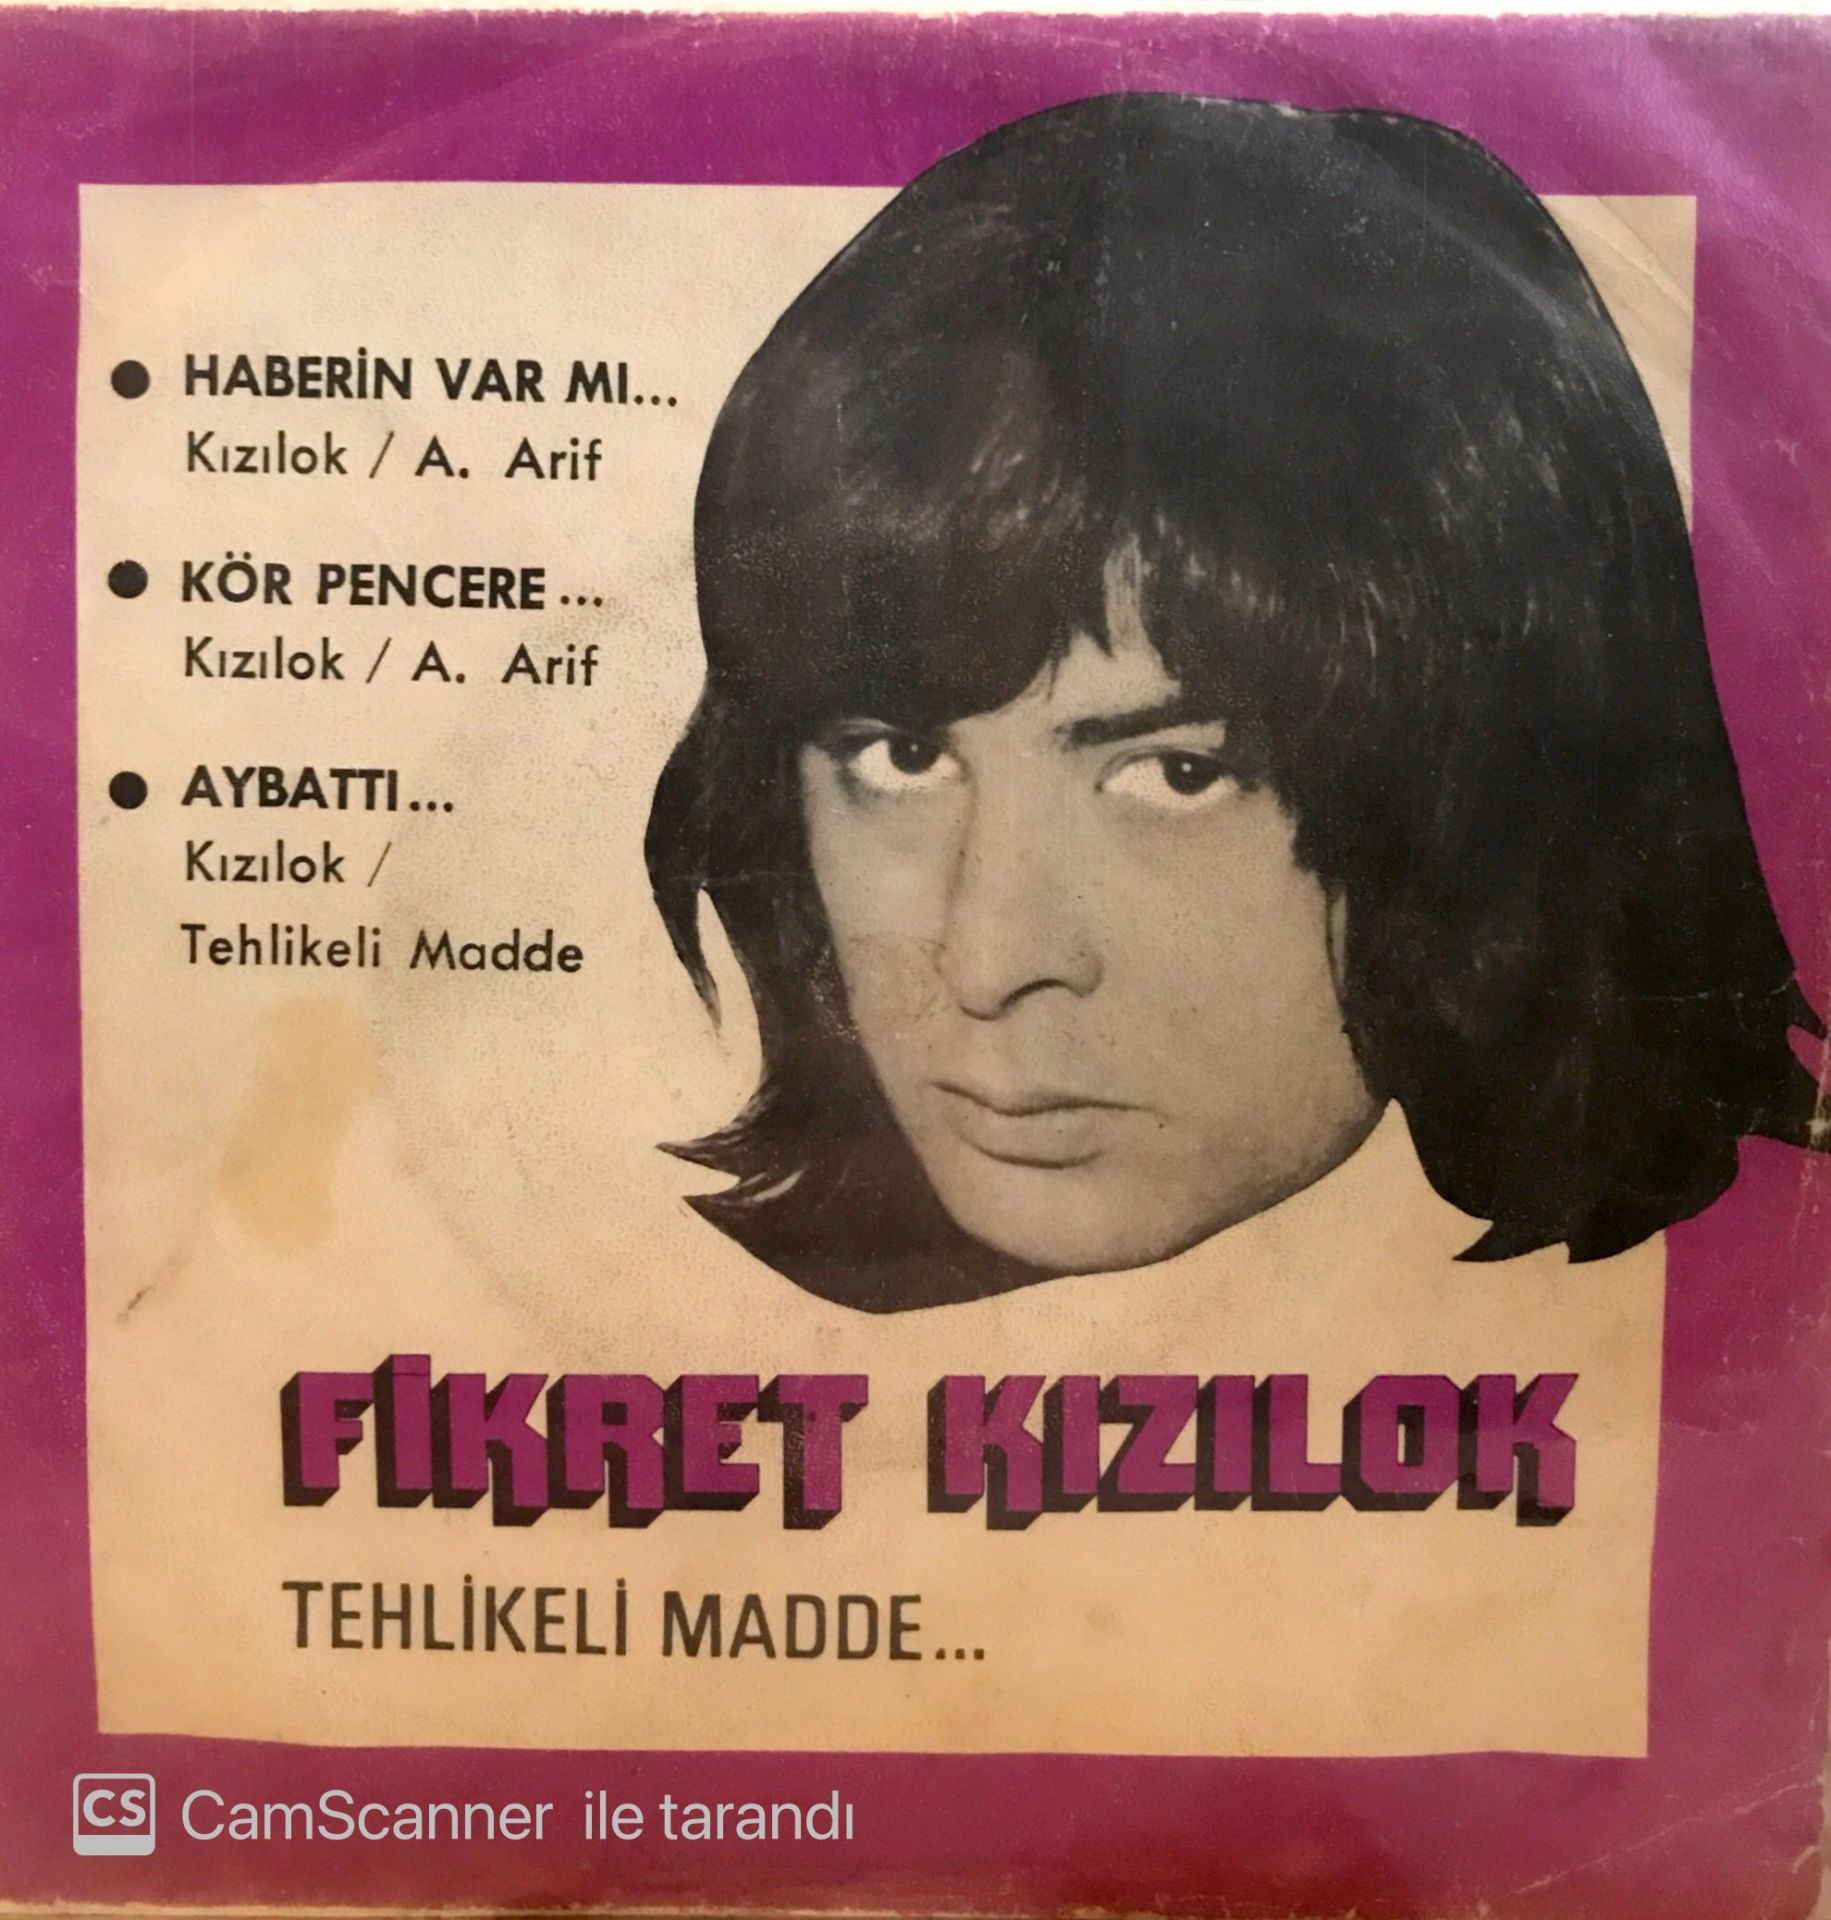 HABERİN VAR MI...
Kızılok / A. Arif
KÖR PENCERE ...
Kızılok / A. Arif
AYBATTI...
Kızılok /
Tehlikeli Madde
FİKRET KIZILOK
TEHLİKELİ MADDE...
CS CamScanner ile tarandı